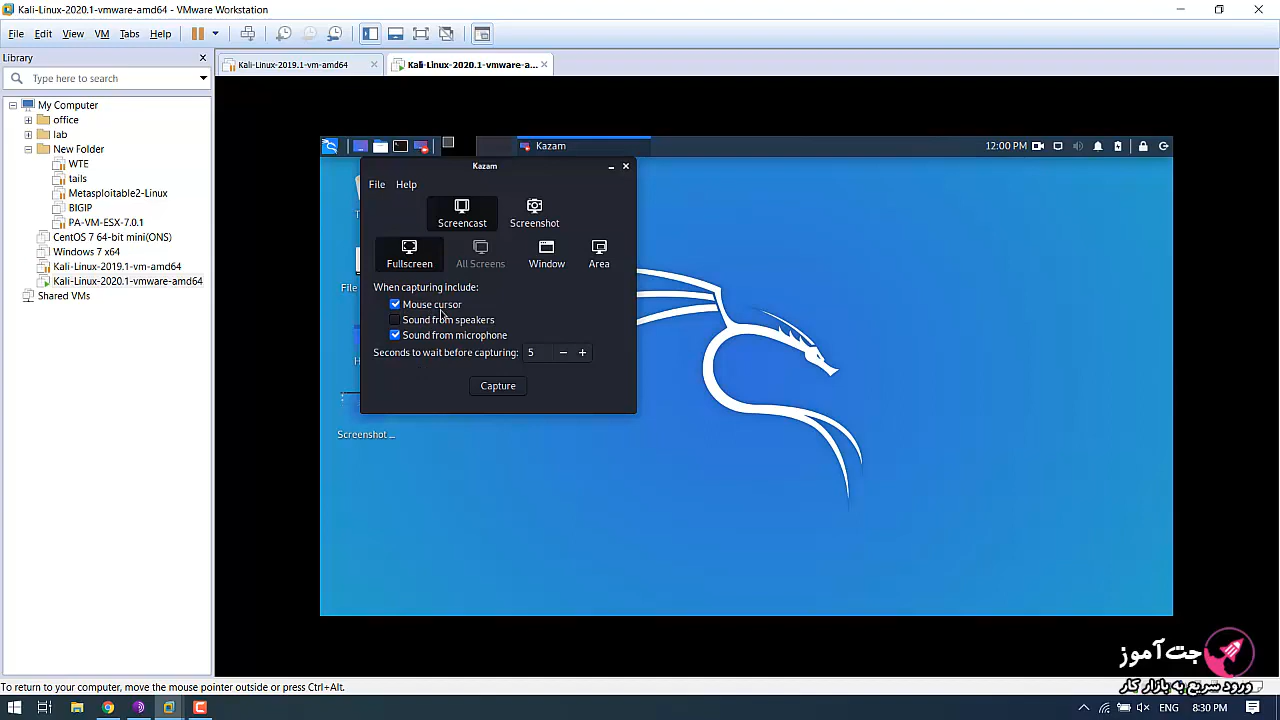 Kali-Linux-2020.1-vmware-amd64 - VMware Workstation
File Edit View VM Tabs Help
Library
Type here to search
My Computer
office
lab
New Folder
WTE
tails
Metasploitable2-Linux
BIGIP
PA-VM-ESX-7.0.1
CentOS 7 64-bit mini(ONS)
Windows 7 x64
Kali-Linux-2019.1-vm-amd64
Kali-Linux-2020.1-vmware-amd64
Shared VMs
Kali-Linux-2019.1-vm-amd64
Kali-Linux-2020.1-vmware-a...
Kazam
12:00 PM
Kazam
File Help
Screencast
Screenshot
Fullscreen
All Screens
Window
Area
When capturing include:
Mouse cursor
Sound from speakers
Sound from microphone
Seconds to wait before capturing: 5
Capture
File
Screenshot ...
جت‌آموز
ورود سریع به بازار کار
To return to your computer, move the mouse pointer outside or press Ctrl+Alt.
ENG
8:30 PM